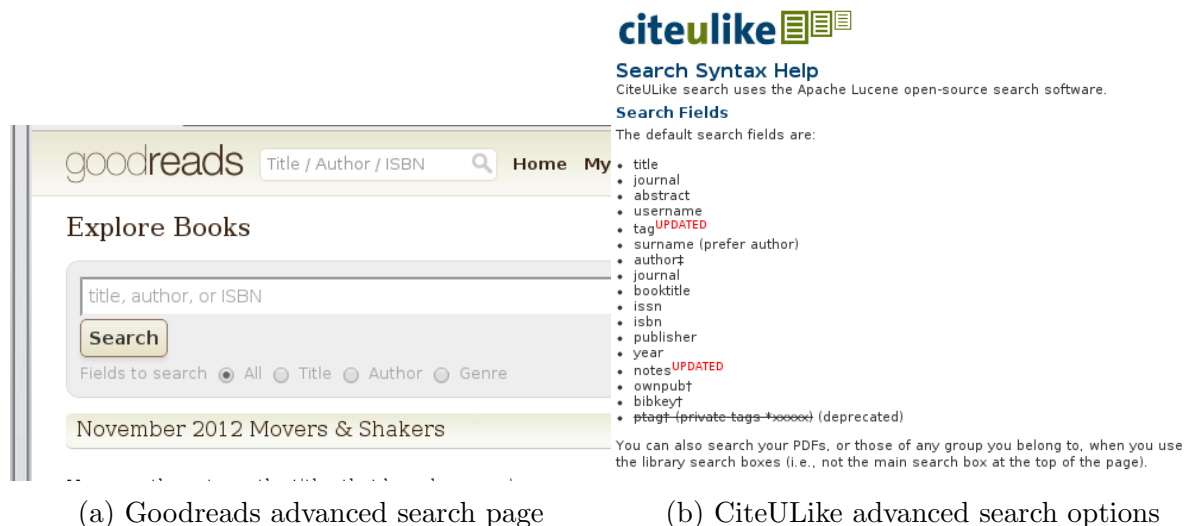 goodreads
Title / Author / ISBN
Home My
Explore Books
title, author, or ISBN
Search
Fields to search All Title Author Genre
November 2012 Movers & Shakers
(a) Goodreads advanced search page
citeulike
Search Syntax Help
CiteULike search uses the Apache Lucene open-source search software.
Search Fields
The default search fields are:
• title
• journal
• abstract
• username
• tag UPDATED
• surname (prefer author)
• author‡
• journal
• booktitle
• issn
• isbn
• publisher
• year
• notes UPDATED
• ownpub†
• bibkey†
• ptag† (private tags *xxxxx) (deprecated)
You can also search your PDFs, or those of any group you belong to, when you use
the library search boxes (i.e., not the main search box at the top of the page).
(b) CiteULike advanced search options